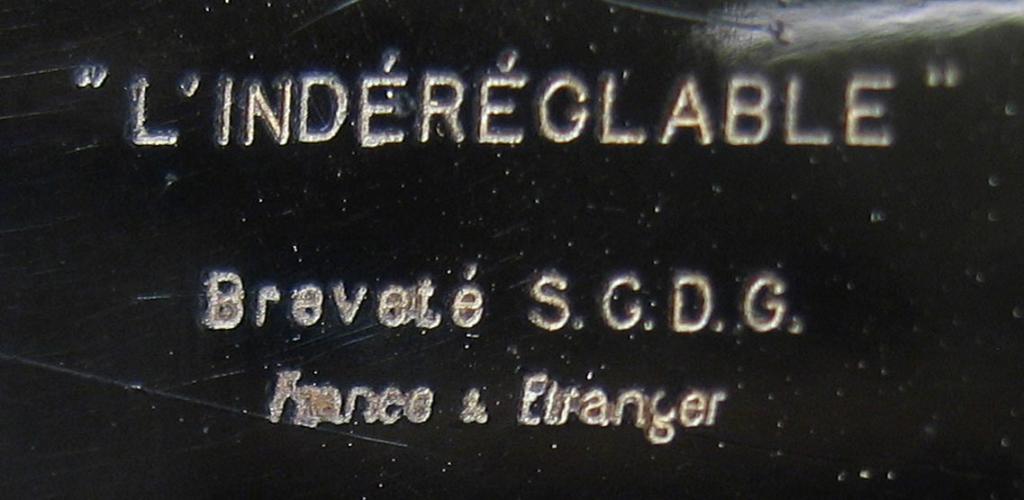 "L'INDÉRÉGLABLE"
Breveté S.G.D.G.
France & Etranger